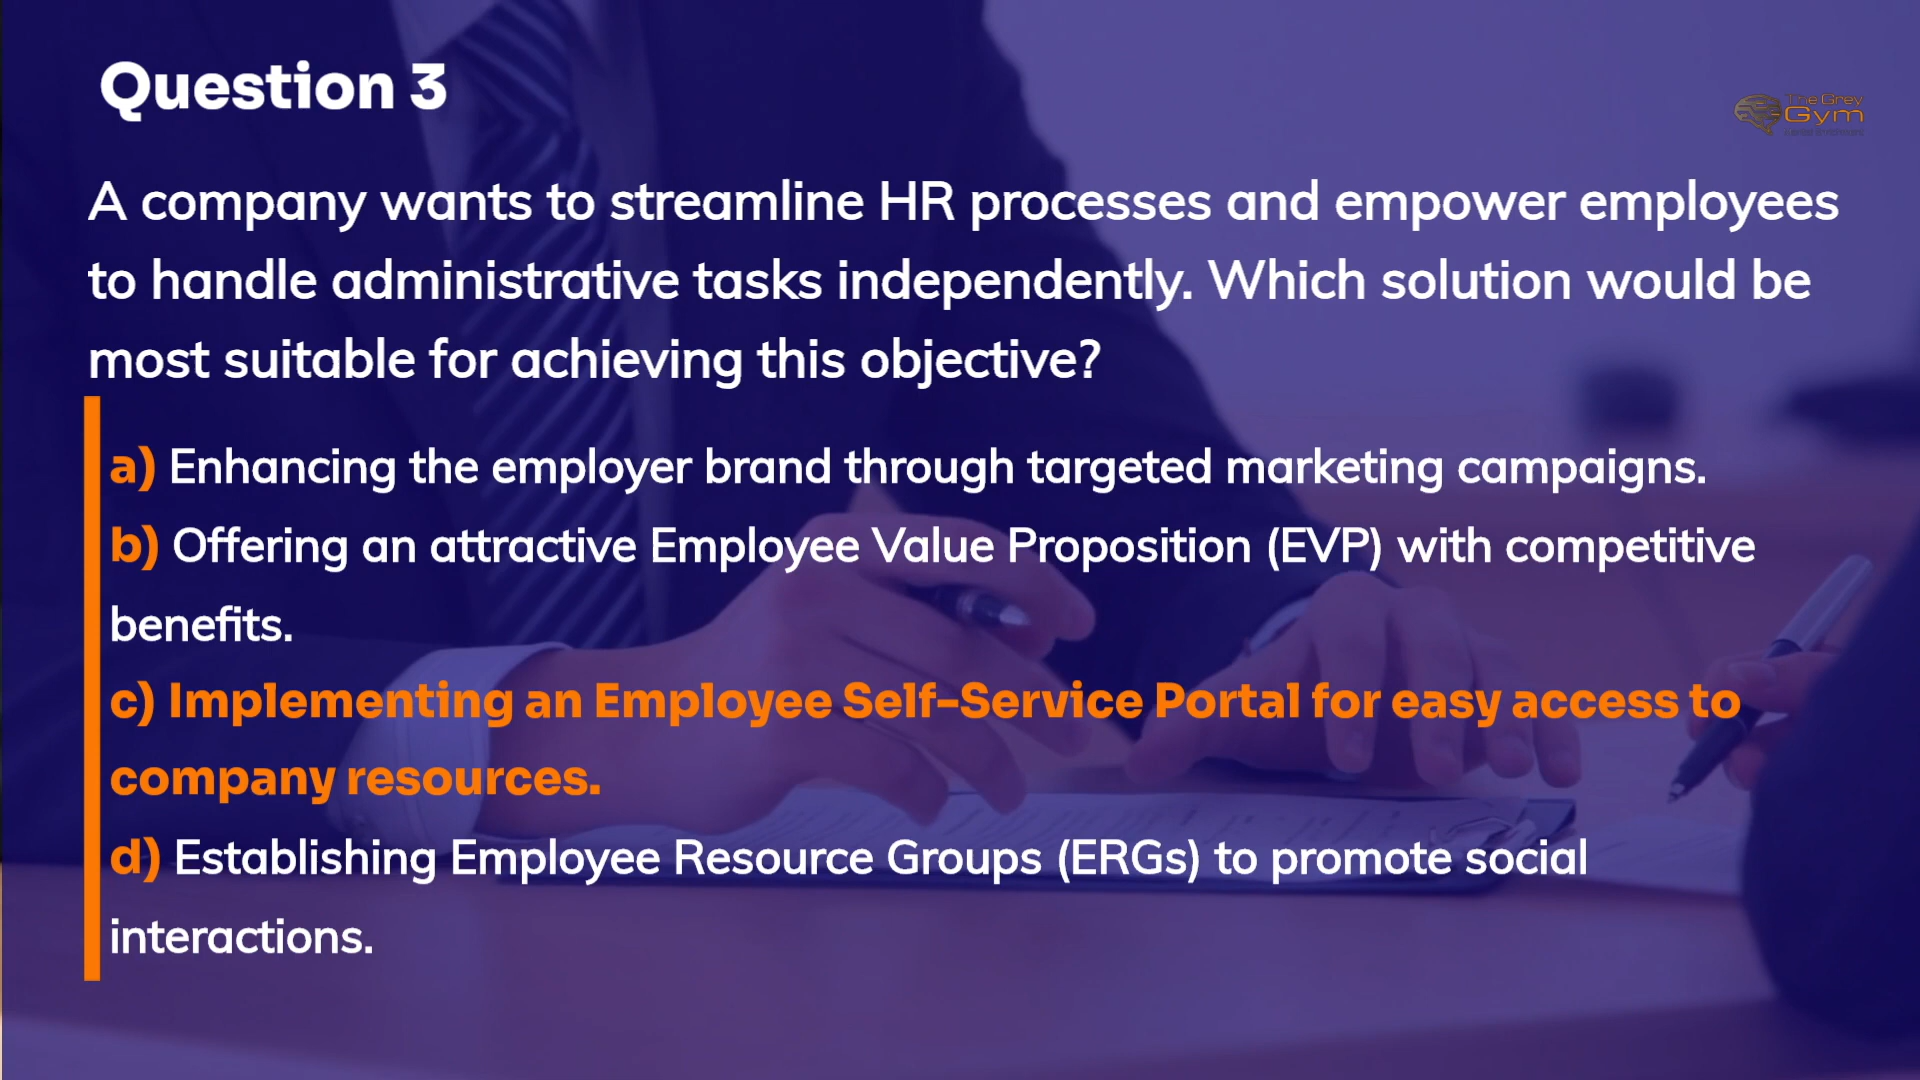 Question 3
The Grey
Gym
A company wants to streamline HR processes and empower employees
to handle administrative tasks independently. Which solution would be
most suitable for achieving this objective?
a) Enhancing the employer brand through targeted marketing campaigns.
b) Offering an attractive Employee Value Proposition (EVP) with competitive
benefits.
c) Implementing an Employee Self-Service Portal for easy access to
company resources.
d) Establishing Employee Resource Groups (ERGs) to promote social
interactions.